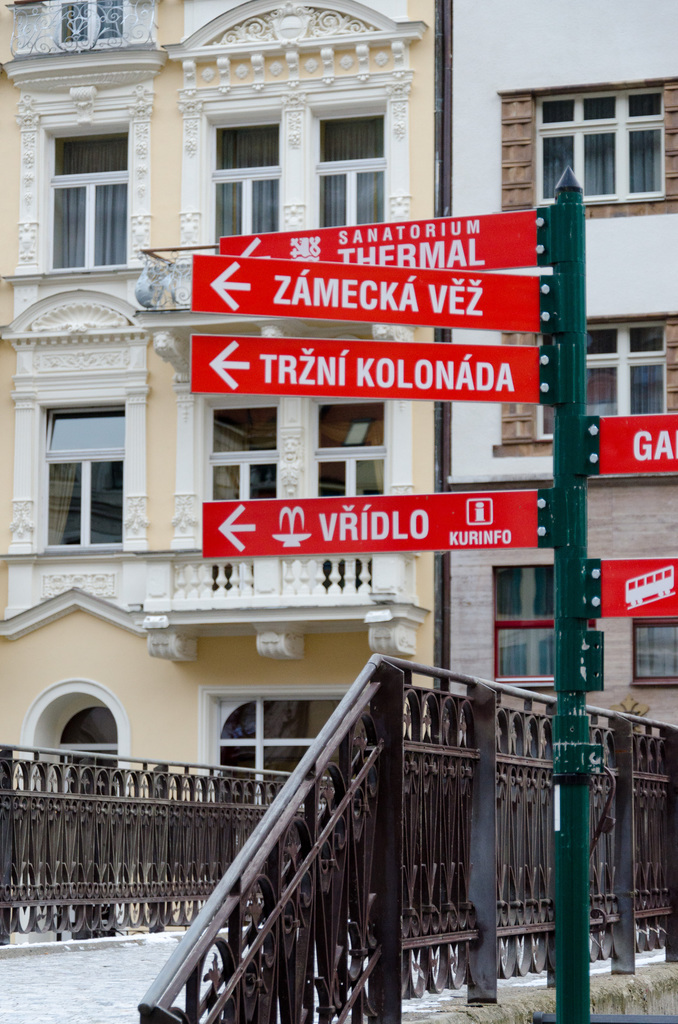 SANATORIUM
THERMAL
ZÁMECKÁ VĚŽ
TRŽNÍ KOLONÁDA
GA
VŘÍDLO
i
KURINFO